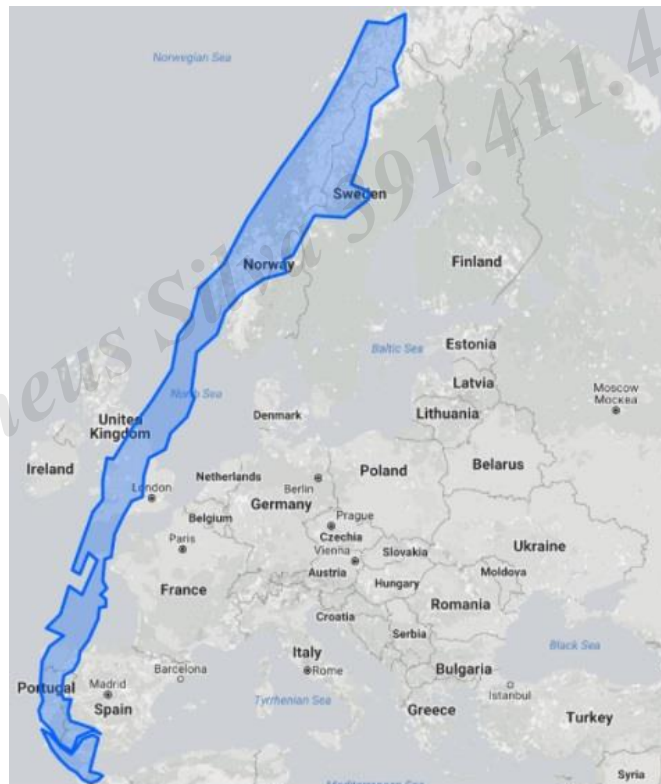 Norwegian Sea
Sweden
Norway
Finland
Estonia
Baltic Sea
Latvia
Moscow
Москва
North Sea
Denmark
Lithuania
United
Kingdom
Ireland
Belarus
Netherlands
Poland
London
Berlin
Germany
Belgium
Prague
Paris
Czechia
Ukraine
Vienna
Slovakia
Austria
Moldova
France
Hungary
Romania
Croatia
Serbia
Italy
Black Sea
Barcelona
Bulgaria
Portugal
Madrid
Rome
Istanbul
Spain
Tyrrhenian Sea
Greece
Turkey
Syria
Mediterranean Sea